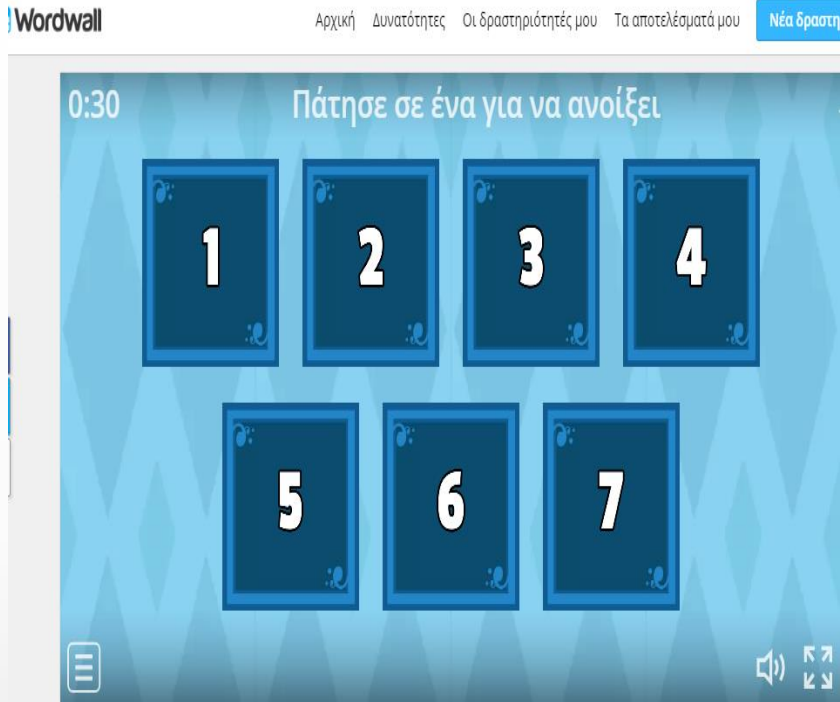 Wordwall
Αρχική Δυνατότητες Οι δραστηριότητές μου Τα αποτελέσματά μου Νέα
0:30 Πάτησε σε ένα για να ανοίξει
1 2 3 4
5 6 7